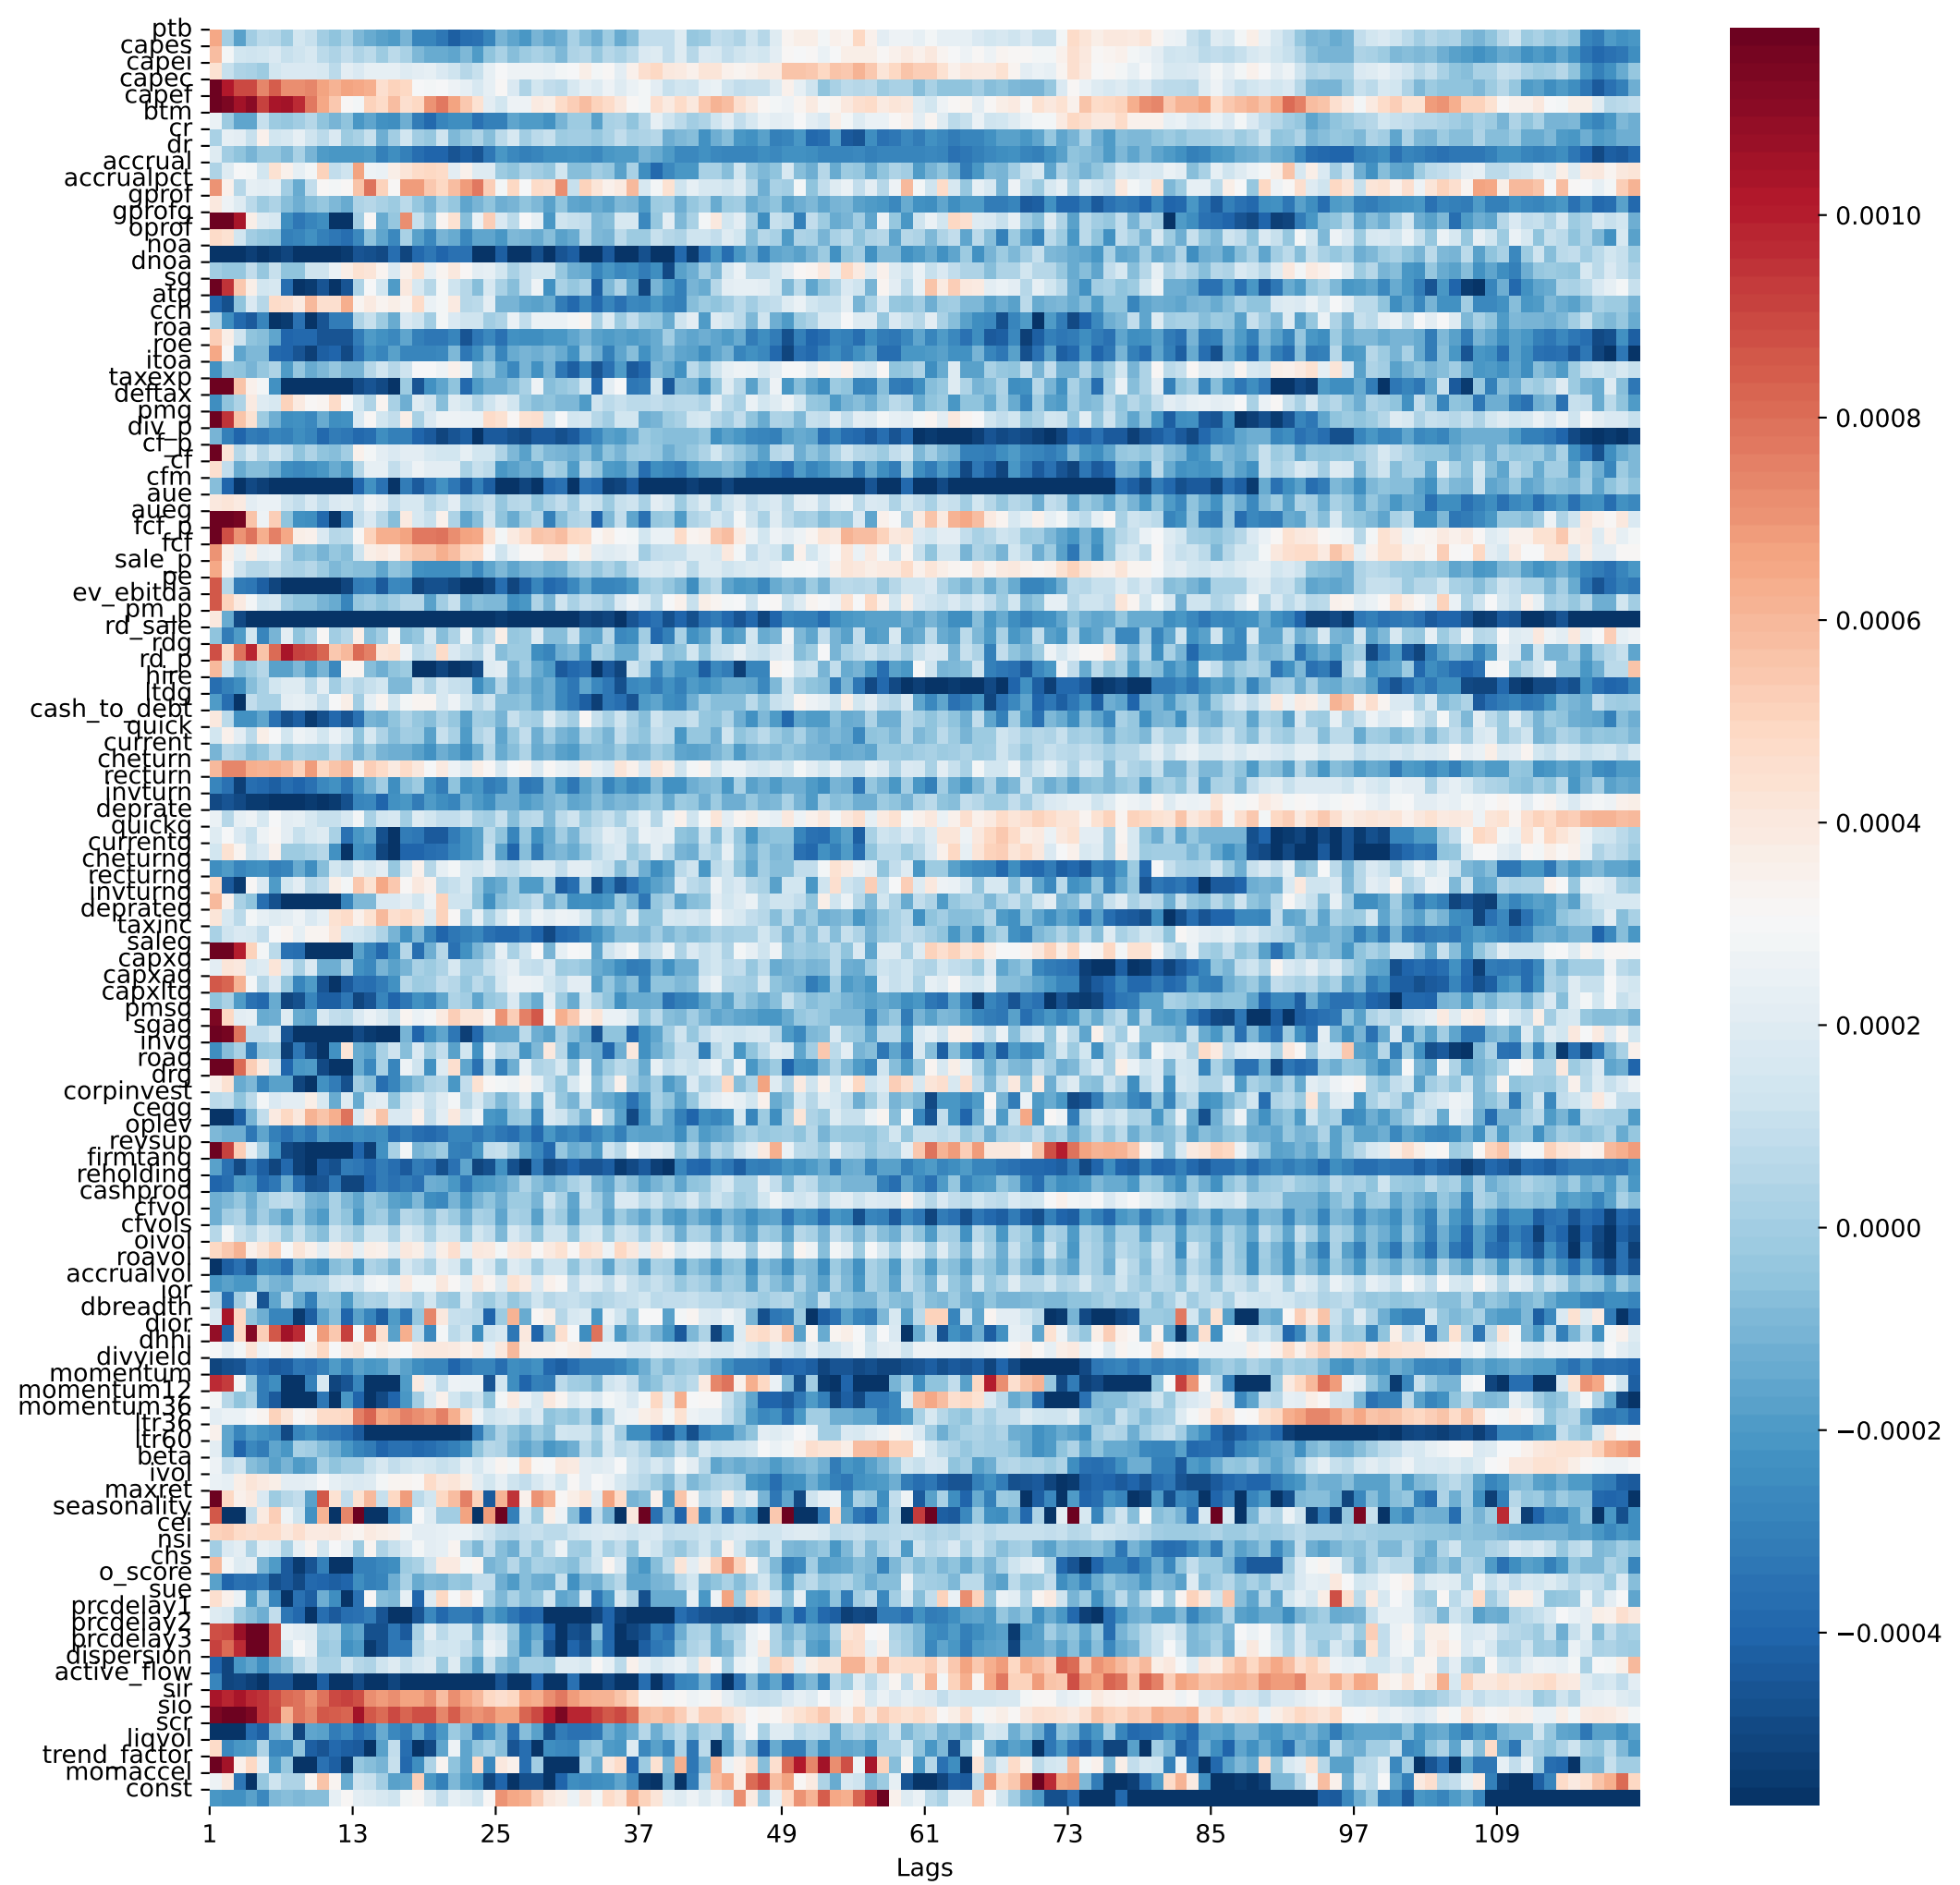 ptb
capes
capei
capec
capef
btm
cr
dr
accrual
accrualpct
gprof
gprofg
oprof
noa
dnoa
sg
atg
cch
roa
roe
itoa
taxexp
deftax
pmg
div_p
cf_p
cf
cfm
aue
aueg
fcf_p
fcf
sale_p
pe
ev_ebitda
pm_p
rd_sale
rdg
rd_p
hire
ltdg
cash_to_debt
quick
current
cheturn
recturn
invturn
deprate
quickg
currentg
cheturng
recturng
invturng
deprateg
taxinc
saleg
capxg
capxag
capxitg
pmsg
sgag
invg
roag
drg
corpinvest
ceqg
oplev
revsup
firmtang
reholding
cashprod
cfvol
cfvols
oivol
roavol
accrualvol
ior
dbreadth
dior
dhhi
divyield
momentum
momentum12
momentum36
ltr36
ltr60
beta
ivol
maxret
seasonality
cei
nsi
chs
o_score
sue
prcdelay1
prcdelay2
prcdelay3
dispersion
active_flow
sir
sio
scr
liqvol
trend_factor
momaccel
const
1 13 25 37 49 61 73 85 97 109
Lags
0.0010
0.0008
0.0006
0.0004
0.0002
0.0000
−0.0002
−0.0004